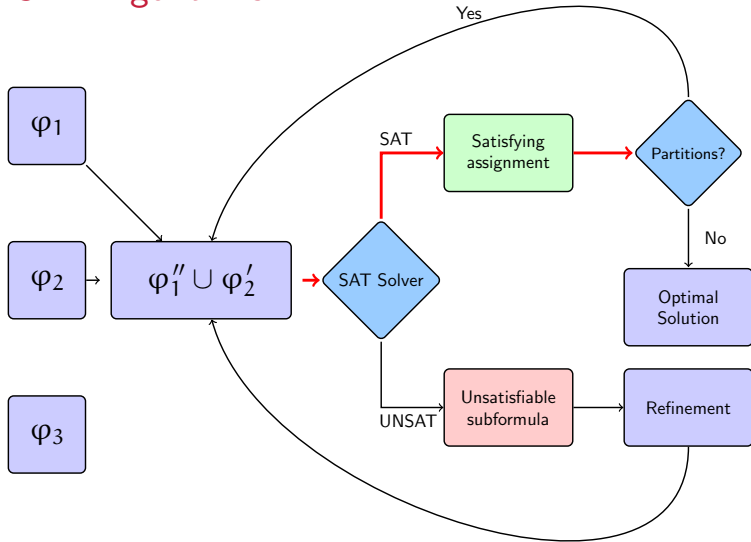 Yes
φ1
SAT
Satisfying
assignment
Partitions?
No
φ2
φ1′′ ∪ φ2′
SAT Solver
Optimal
Solution
φ3
UNSAT
Unsatisfiable
subformula
Refinement